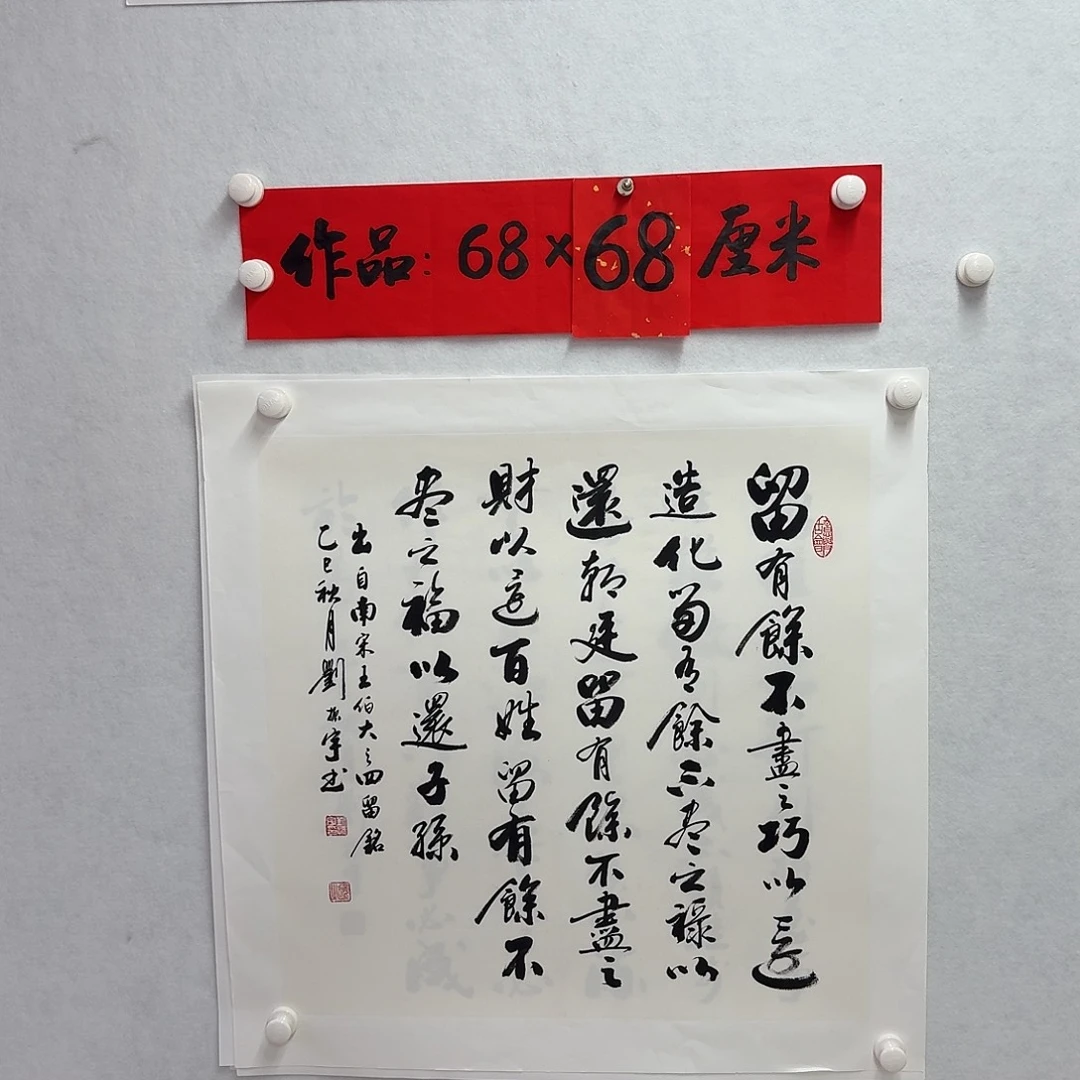 作品：68×68厘米
留有餘不盡之巧以還
造化留有餘不盡之禄以
還朝廷留有餘不盡之
財以還百姓留有餘不
盡之福以還子孫
出自南宋王伯大之四留銘
乙巳秋月劉宇书